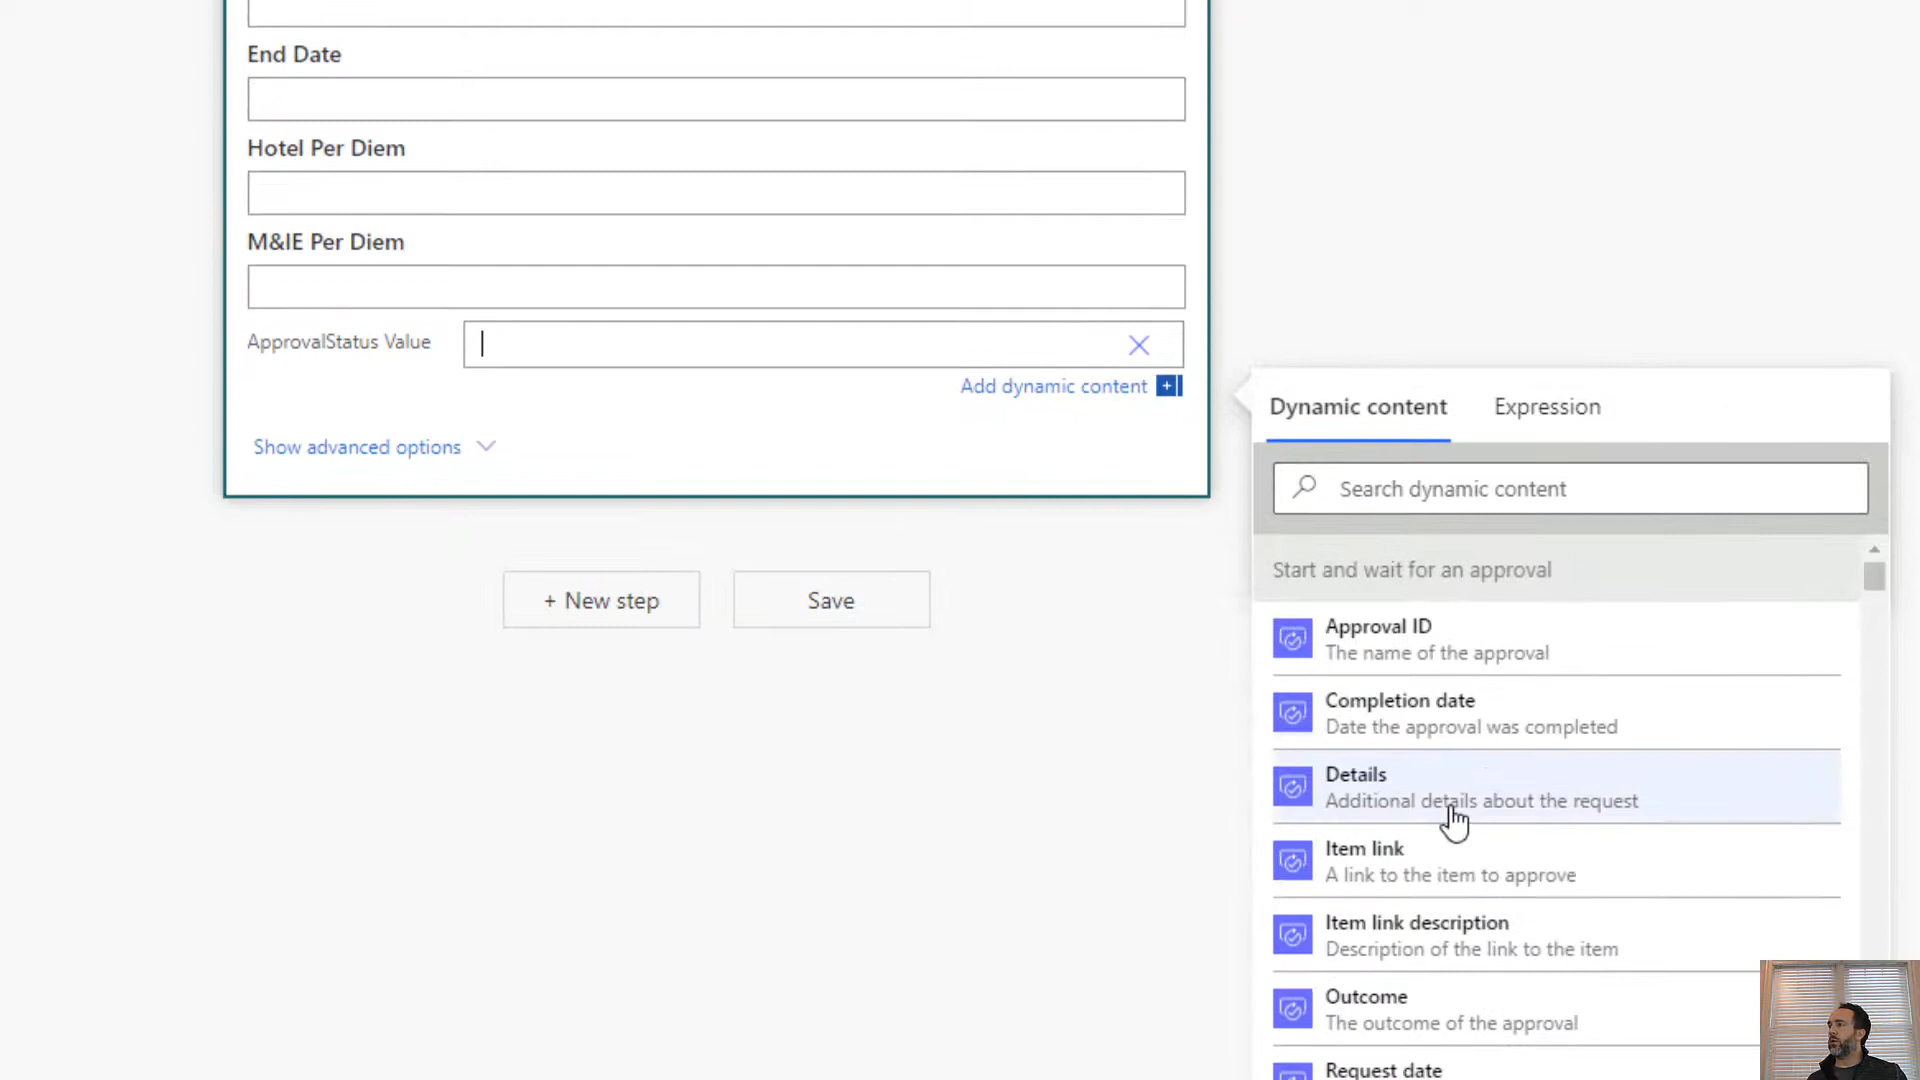 End Date
Hotel Per Diem
M&IE Per Diem
ApprovalStatus Value
Add dynamic content
Show advanced options
+ New step
Save
Dynamic content
Expression
Search dynamic content
Start and wait for an approval
Approval ID
The name of the approval
Completion date
Date the approval was completed
Details
Additional details about the request
Item link
A link to the item to approve
Item link description
Description of the link to the item
Outcome
The outcome of the approval
Request date